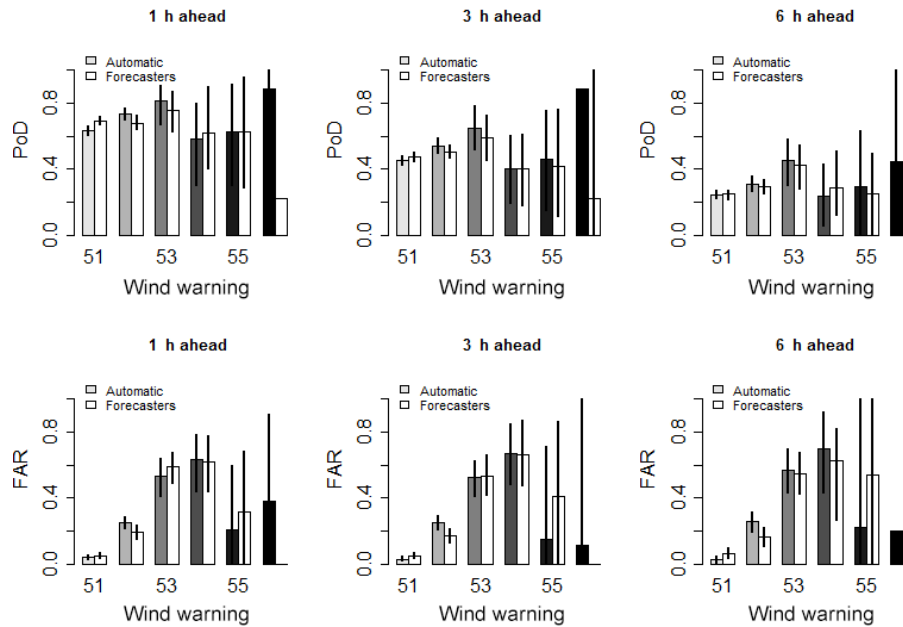 1 h ahead
Automatic
Forecasters
PoD
0.0 0.4 0.8
51 53 55
Wind warning
3 h ahead
Automatic
Forecasters
PoD
0.0 0.4 0.8
51 53 55
Wind warning
6 h ahead
Automatic
Forecasters
PoD
0.0 0.4 0.8
51 53 55
Wind warning
1 h ahead
Automatic
Forecasters
FAR
0.0 0.4 0.8
51 53 55
Wind warning
3 h ahead
Automatic
Forecasters
FAR
0.0 0.4 0.8
51 53 55
Wind warning
6 h ahead
Automatic
Forecasters
FAR
0.0 0.4 0.8
51 53 55
Wind warning